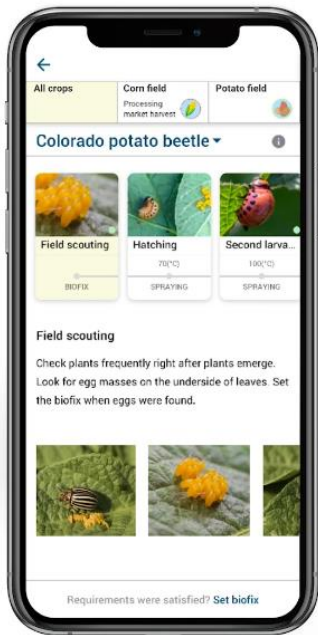 All crops
Corn field
Processing
market harvest
Potato field
Colorado potato beetle
Field scouting
BIOFIX
Hatching
70(°C)
SPRAYING
Second larva...
100(°C)
SPRAYING
Field scouting
Check plants frequently right after plants emerge.
Look for egg masses on the underside of leaves. Set
the biofix when eggs were found.
Requirements were satisfied? Set biofix